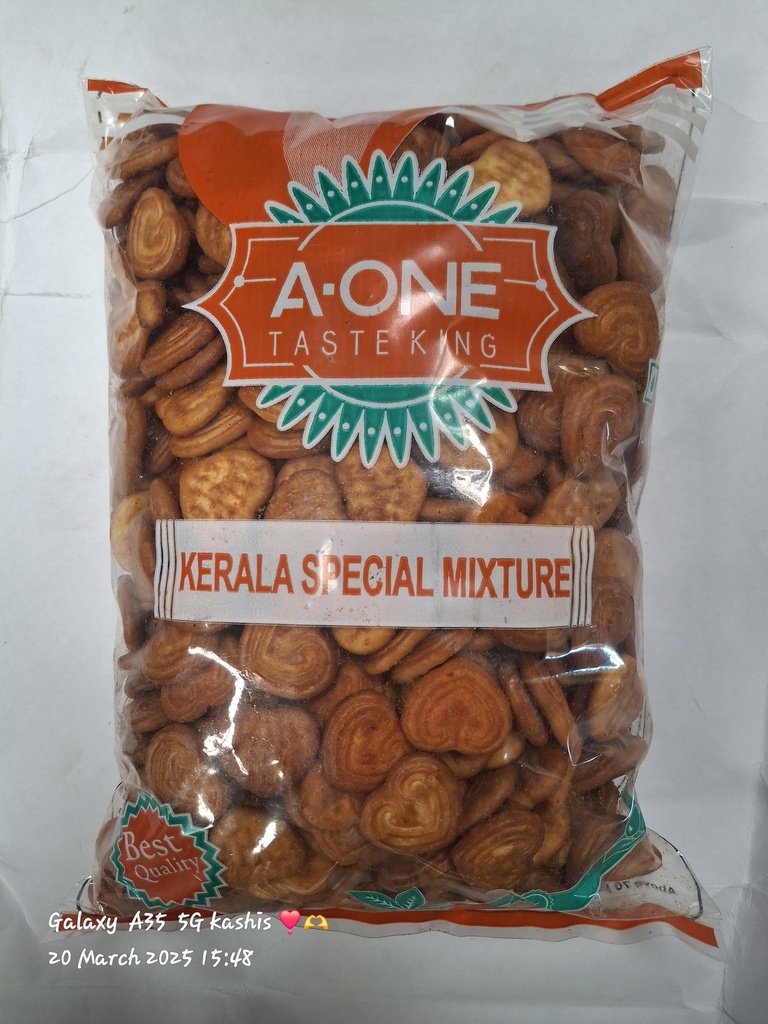 A-ONE
TASTE KING
KERALA SPECIAL MIXTURE
Best
Quality
Galaxy A35 5G kashis ❣️🫶
20 March 2025 15:48